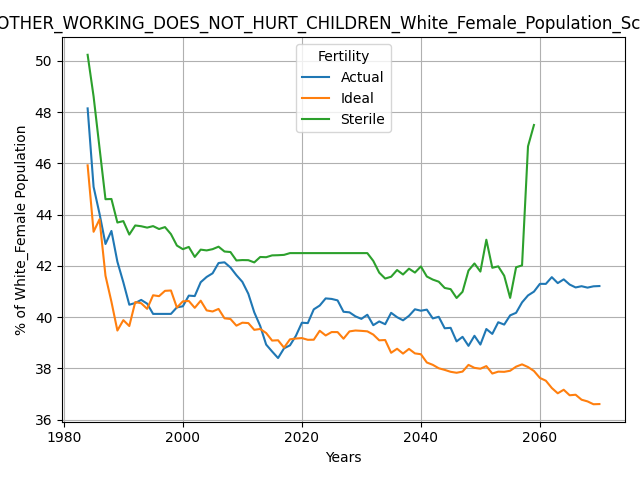 OTHER_WORKING_DOES_NOT_HURT_CHILDREN_White_Female_Population_Sc
Fertility
Actual
Ideal
Sterile
% of White_Female Population
50
48
46
44
42
40
38
36
1980
2000
2020
2040
2060
Years